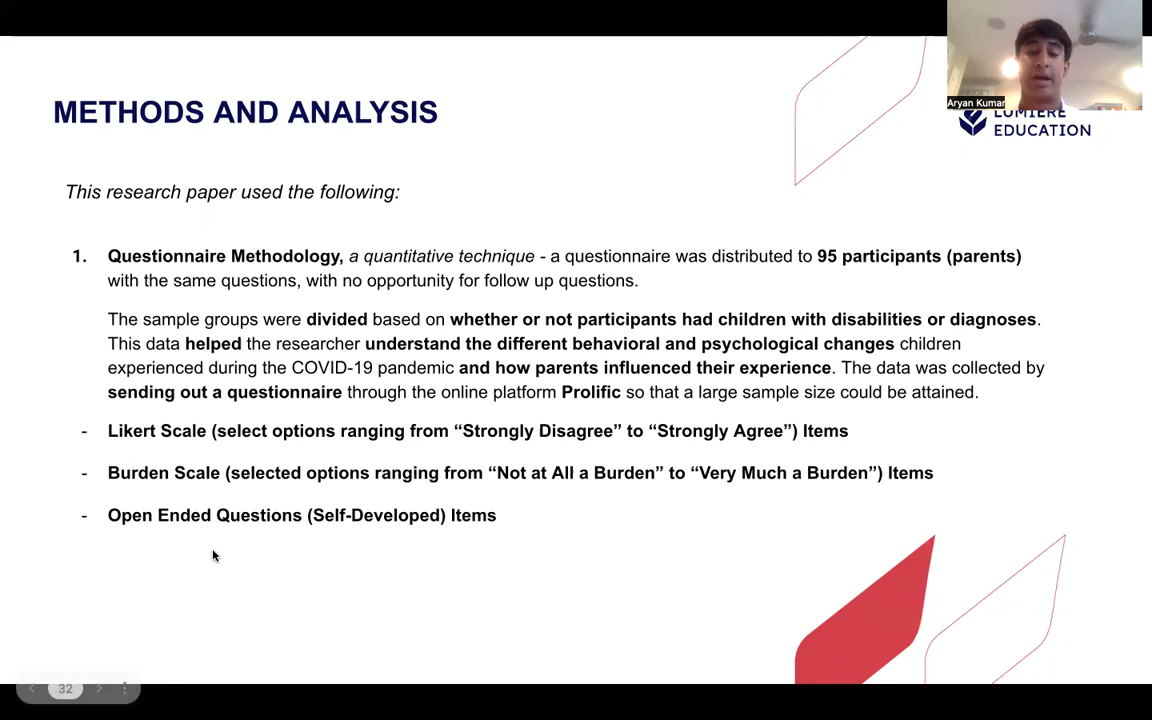 Aryan Kumar
LUMIERE
EDUCATION
METHODS AND ANALYSIS
This research paper used the following:
1. Questionnaire Methodology, a quantitative technique - a questionnaire was distributed to 95 participants (parents)
with the same questions, with no opportunity for follow up questions.
The sample groups were divided based on whether or not participants had children with disabilities or diagnoses.
This data helped the researcher understand the different behavioral and psychological changes children
experienced during the COVID-19 pandemic and how parents influenced their experience. The data was collected by
sending out a questionnaire through the online platform Prolific so that a large sample size could be attained.
- Likert Scale (select options ranging from “Strongly Disagree” to “Strongly Agree”) Items
- Burden Scale (selected options ranging from “Not at All a Burden” to “Very Much a Burden”) Items
- Open Ended Questions (Self-Developed) Items
32